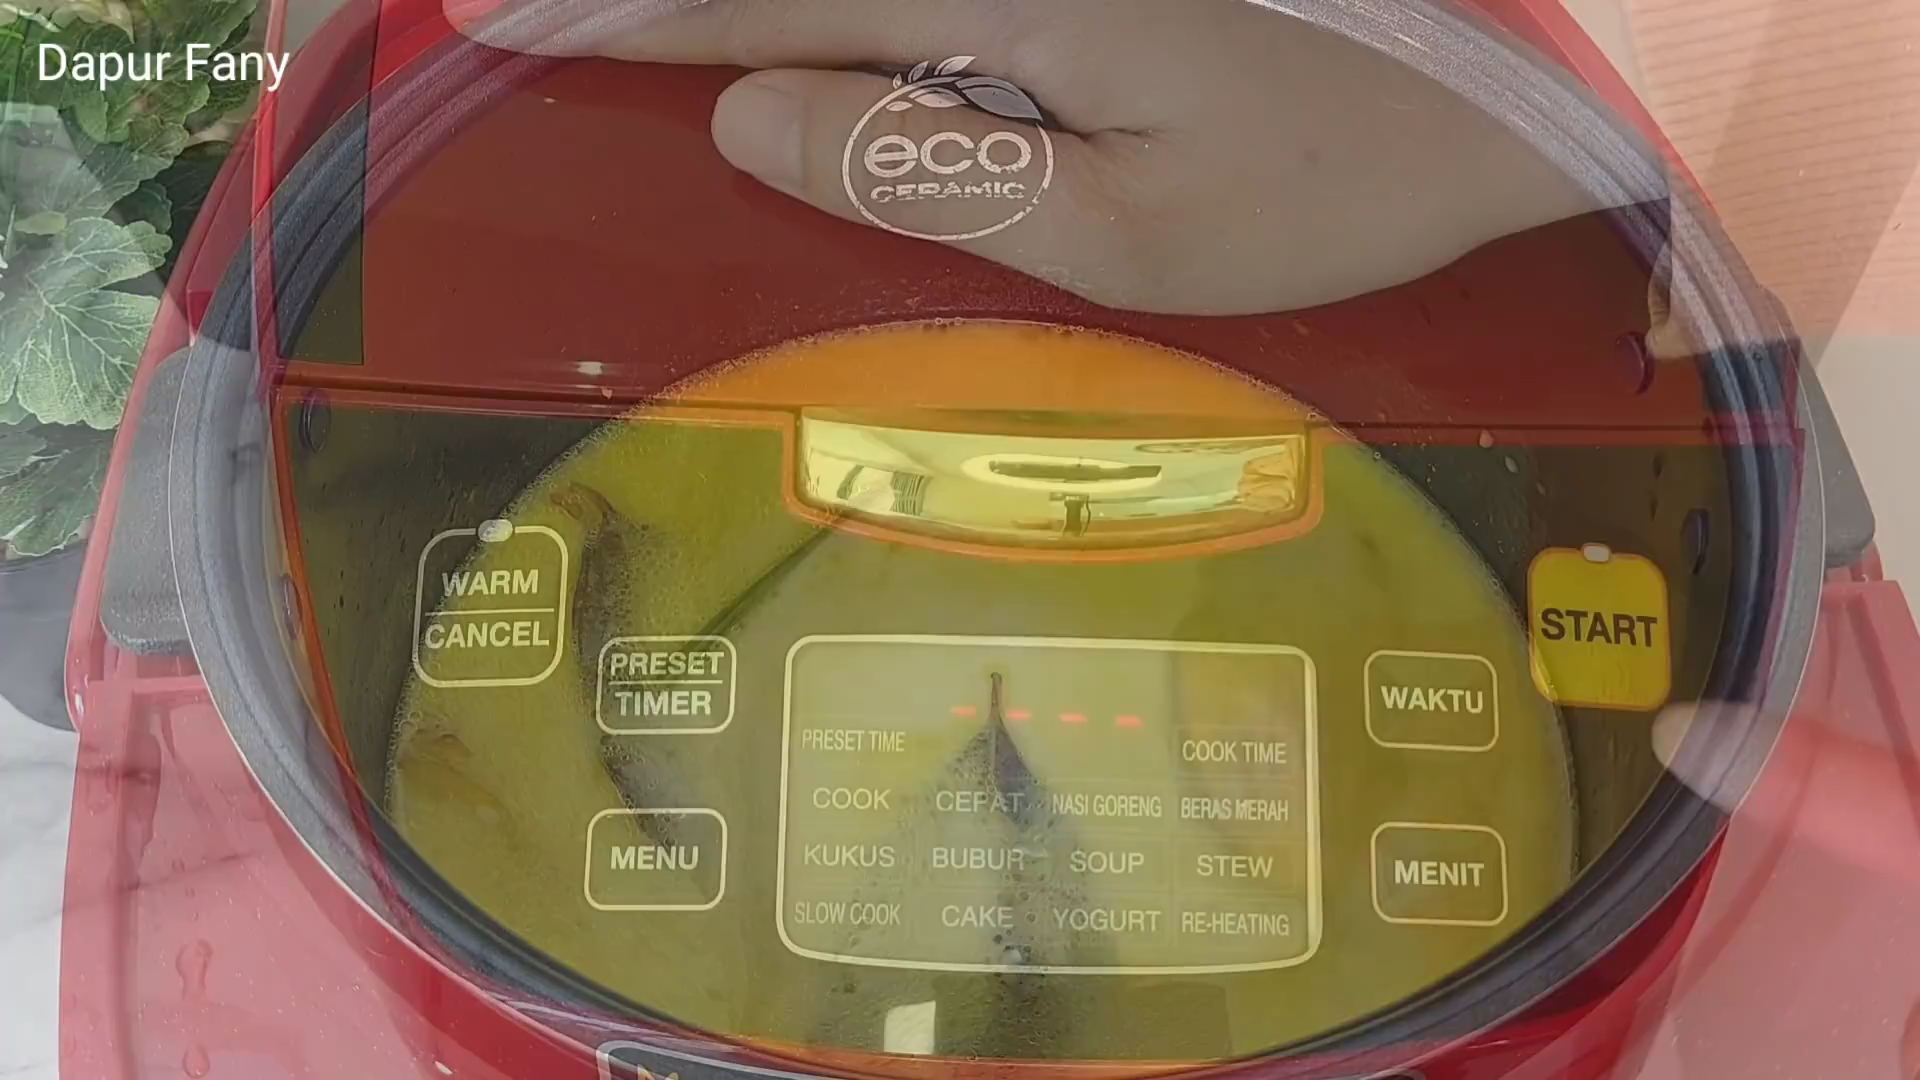 Dapur Fany
eco
CERAMIC
WARM
CANCEL
START
PRESET
TIMER
WAKTU
PRESET TIME
COOK TIME
COOK CEPAT NASI GORENG BERAS MERAH
MENU
KUKUS BUBUR SOUP STEW
MENIT
SLOW COOK CAKE YOGURT RE-HEATING